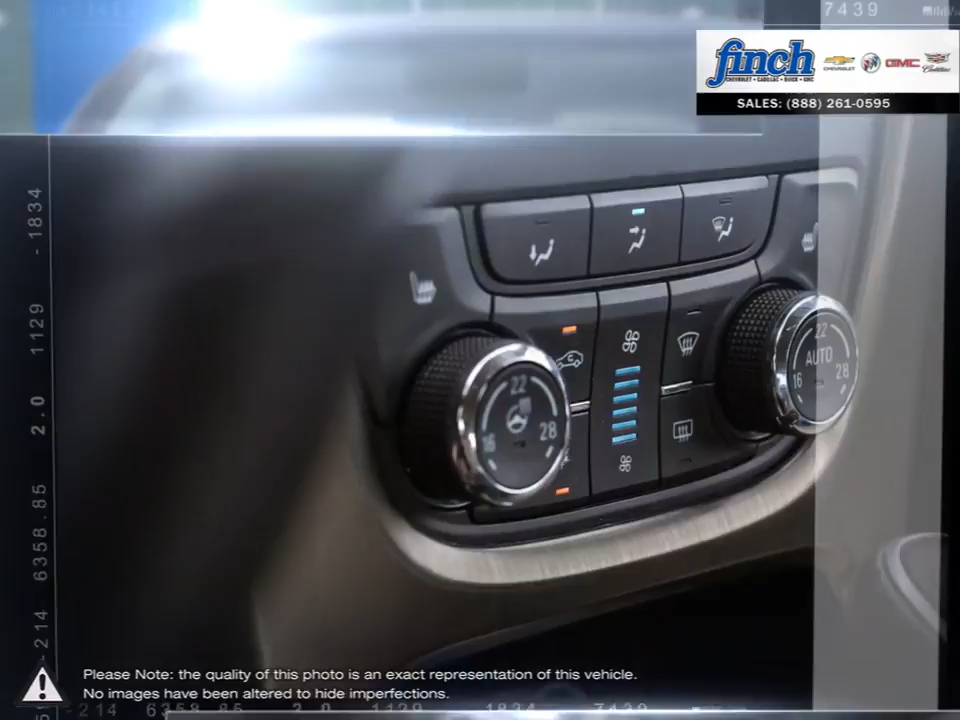 7439
finch
CHEVROLET • CADILLAC • BUICK • GMC
CHEVROLET
GMC
Cadillac
SALES: (888) 261-0595
-1834
1129
2.0
6358.85
-214
22
AUTO
16
28
22
16
28
Please Note: the quality of this photo is an exact representation of this vehicle.
No images have been altered to hide imperfections.
-214 6358.85 2.0 1129 1834 7439